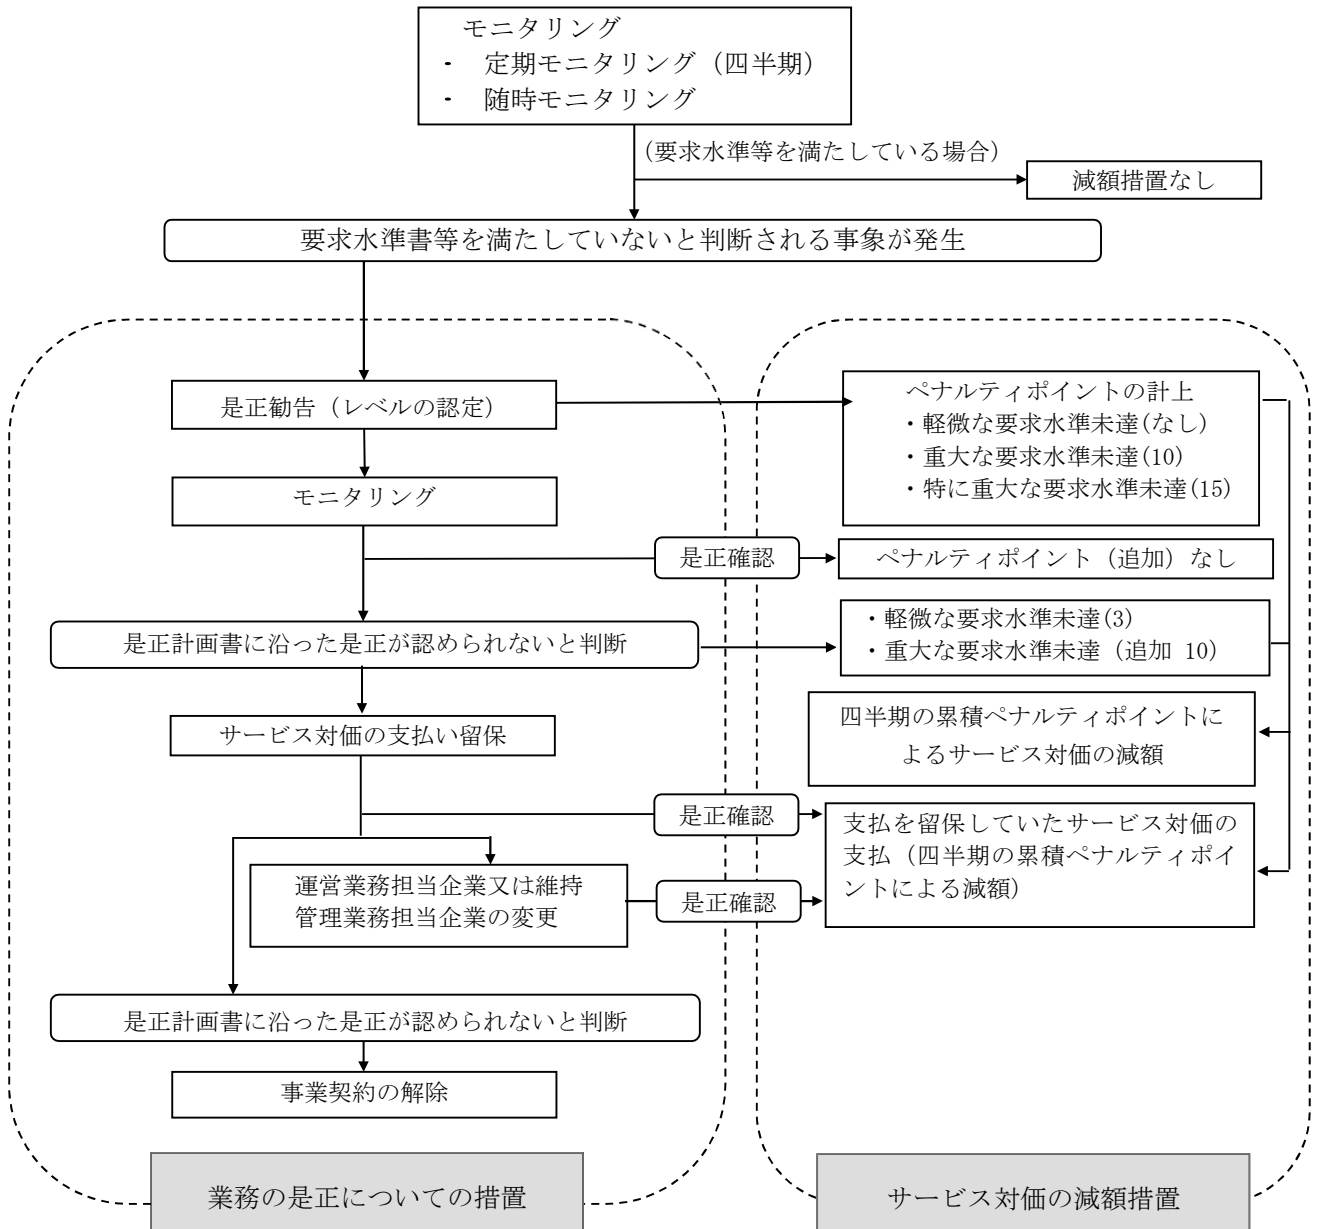 モニタリング
・ 定期モニタリング（四半期）
・ 随時モニタリング
（要求水準等を満たしている場合）
減額措置なし
要求水準書等を満たしていないと判断される事象が発生
是正勧告（レベルの認定）
ペナルティポイントの計上
・軽微な要求水準未達(なし)
・重大な要求水準未達(10)
・特に重大な要求水準未達(15)
モニタリング
是正確認
ペナルティポイント（追加）なし
是正計画書に沿った是正が認められないと判断
・軽微な要求水準未達(3)
・重大な要求水準未達（追加 10）
サービス対価の支払い留保
四半期の累積ペナルティポイントに
よるサービス対価の減額
是正確認
支払を留保していたサービス対価の
支払（四半期の累積ペナルティポイ
ントによる減額）
運営業務担当企業又は維持
管理業務担当企業の変更
是正確認
是正計画書に沿った是正が認められないと判断
事業契約の解除
業務の是正についての措置
サービス対価の減額措置